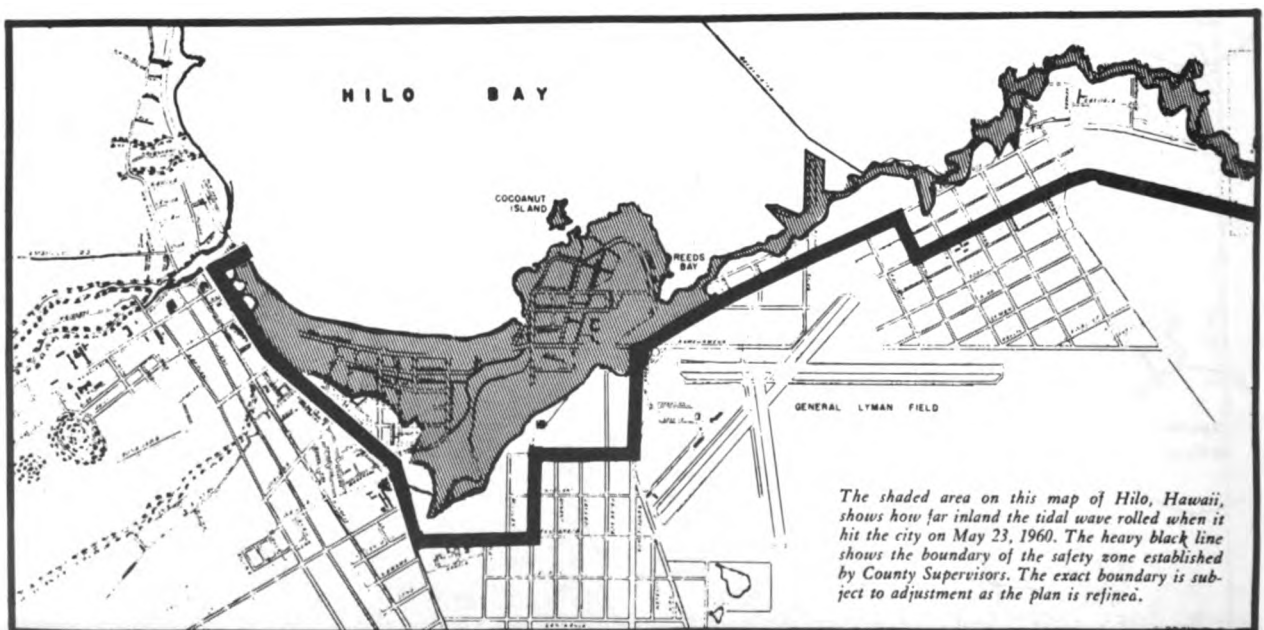 HILO BAY
COCOANUT
ISLAND
REEDS
BAY
GENERAL LYMAN FIELD
The shaded area on this map of Hilo, Hawaii,
shows how far inland the tidal wave rolled when it
hit the city on May 23, 1960. The heavy black line
shows the boundary of the safety zone established
by County Supervisors. The exact boundary is sub-
ject to adjustment as the plan is refined.